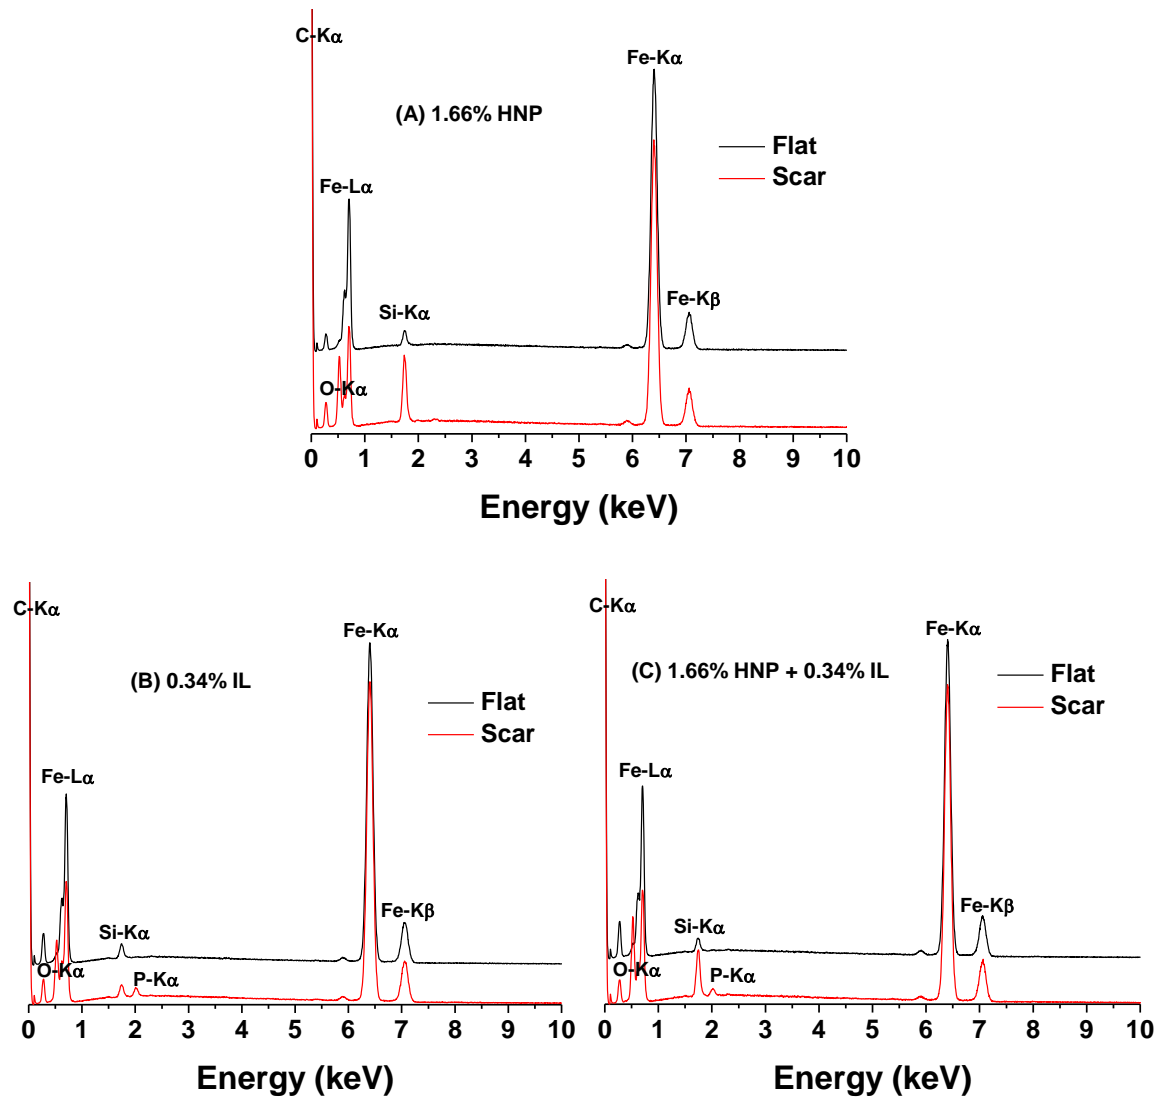 C-Kα
Fe-Kα
(A) 1.66% HNP
Flat
Scar
Fe-Lα
Fe-Kβ
Si-Kα
O-Kα
0 1 2 3 4 5 6 7 8 9 10
Energy (keV)
C-Kα
Fe-Kα
(B) 0.34% IL
Flat
Scar
Fe-Lα
Fe-Kβ
Si-Kα
O-Kα
P-Kα
0 1 2 3 4 5 6 7 8 9 10
Energy (keV)
C-Kα
Fe-Kα
(C) 1.66% HNP + 0.34% IL
Flat
Scar
Fe-Lα
Fe-Kβ
Si-Kα
O-Kα
P-Kα
0 1 2 3 4 5 6 7 8 9 10
Energy (keV)